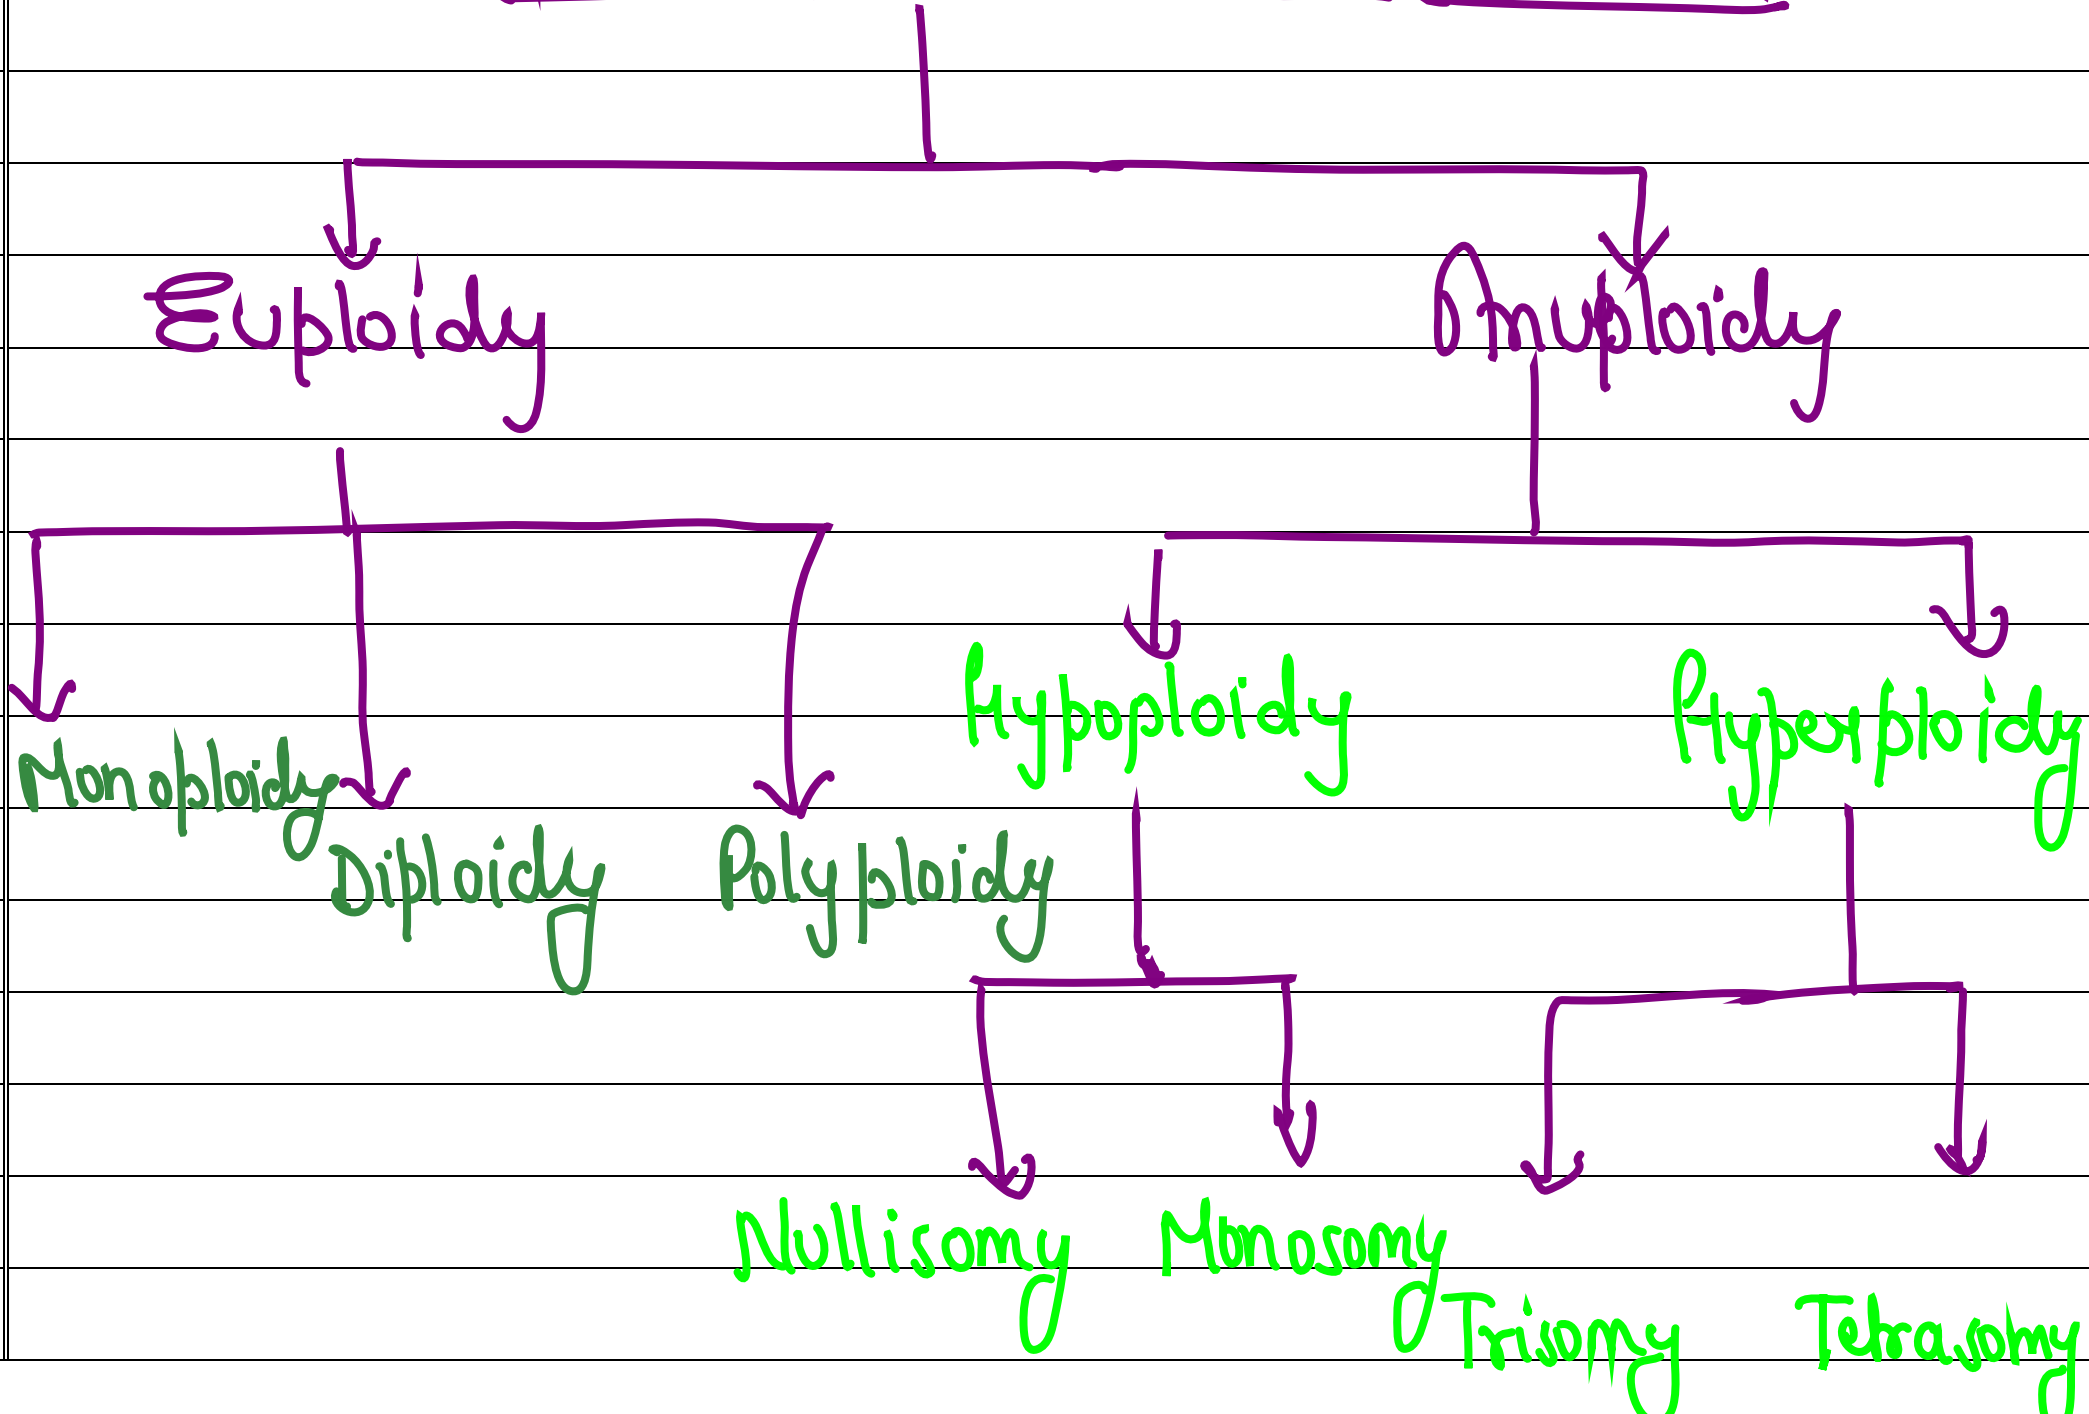 Euploidy Anuploidy
Hypoploidy Hyperploidy
Monoploidy
Diploidy Polyploidy
Nullisomy Monosomy
Trisomy Tetrasomy